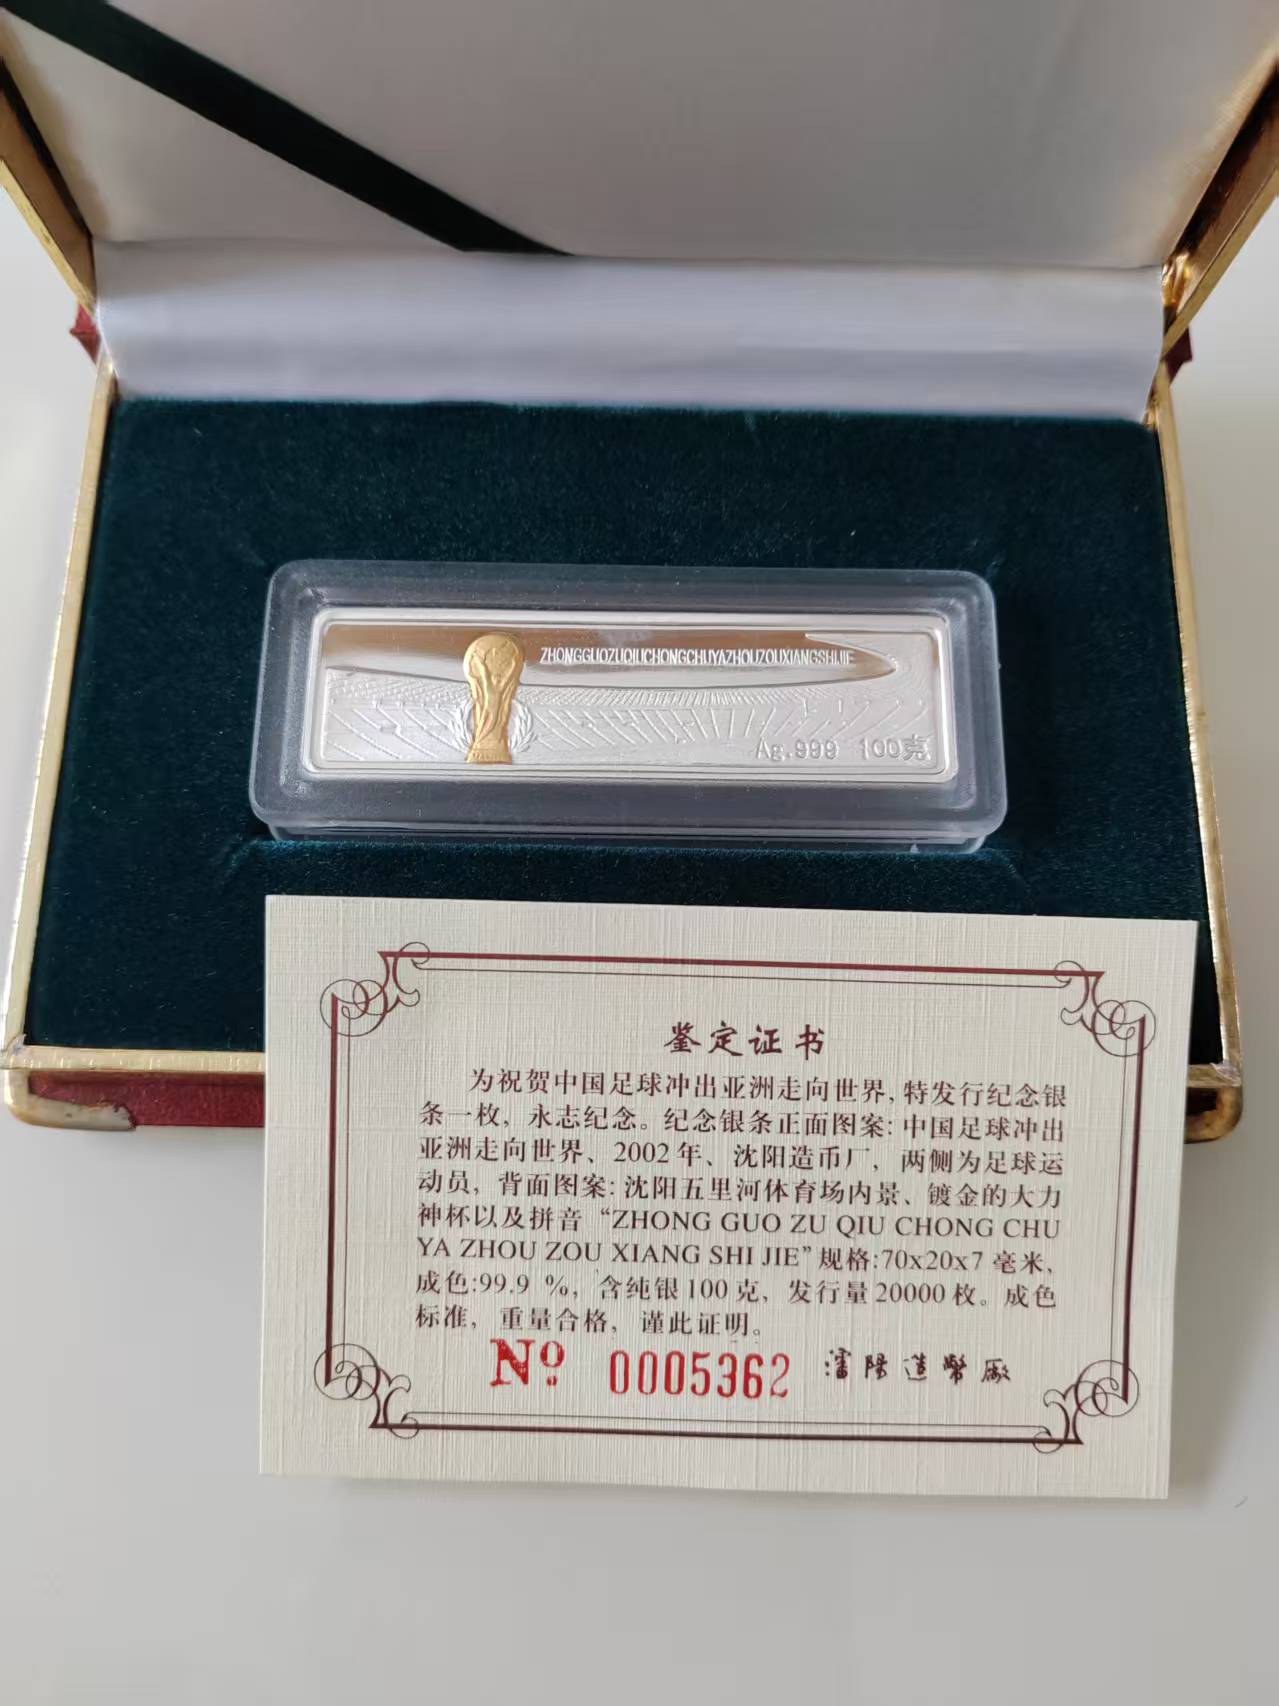 ZHONGGUOZUQIUCHONGCHUYAZHOUZOUXIANGSHIJIE
Ag.999 100克
鉴定证书
为祝贺中国足球冲出亚洲走向世界,特发行纪念银
条一枚，永志纪念。纪念银条正面图案:中国足球冲出
亚洲走向世界、2002年、沈阳造币厂，两侧为足球运
动员，背面图案:沈阳五里河体育场内景、镀金的大力
神杯以及拼音“ZHONG GUO ZU QIU CHONG CHU
YA ZHOU ZOU XIANG SHI JIE”规格:70x20x7 毫米,
成色:99.9 %，含纯银100克，发行量20000枚。成色
标准，重量合格，谨此证明。
№ 0005362 瀋陽造幣廠